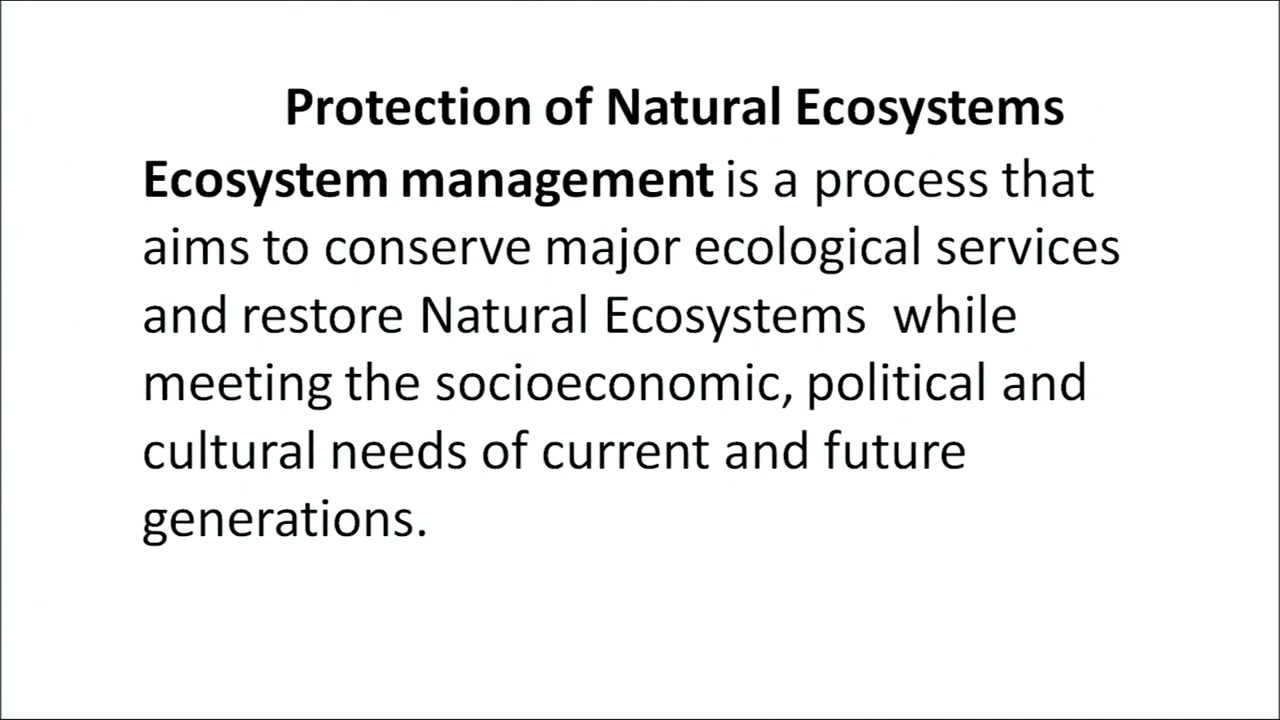 Protection of Natural Ecosystems
Ecosystem management is a process that
aims to conserve major ecological services
and restore Natural Ecosystems  while
meeting the socioeconomic, political and
cultural needs of current and future
generations.